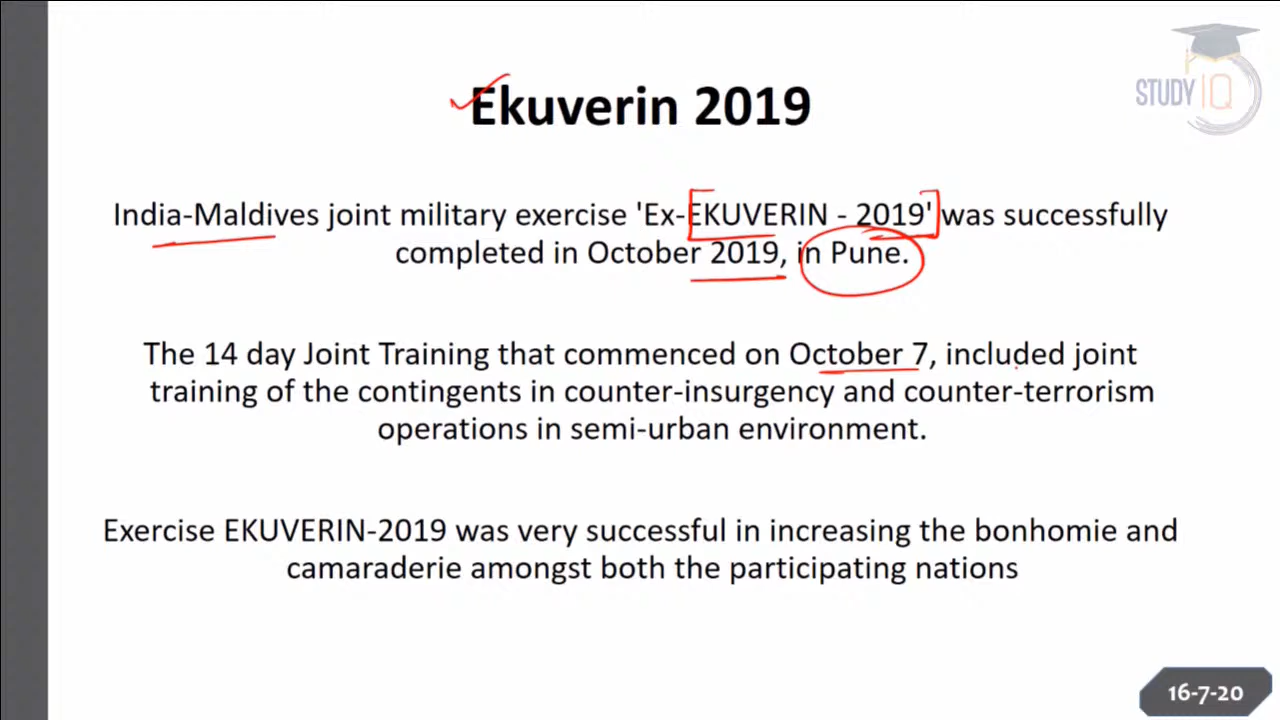 STUDY IQ
Ekuverin 2019
India-Maldives joint military exercise 'Ex-EKUVERIN - 2019' was successfully
completed in October 2019, in Pune.
The 14 day Joint Training that commenced on October 7, included joint
training of the contingents in counter-insurgency and counter-terrorism
operations in semi-urban environment.
Exercise EKUVERIN-2019 was very successful in increasing the bonhomie and
camaraderie amongst both the participating nations
16-7-20